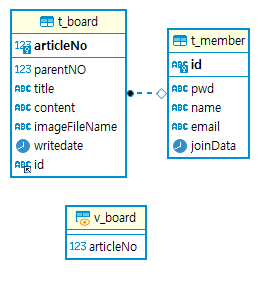 t_board
123 articleNo
123 parentNO
ABC title
ABC content
ABC imageFileName
writedate
ABC id
t_member
ABC id
ABC pwd
ABC name
ABC email
joinData
v_board
123 articleNo